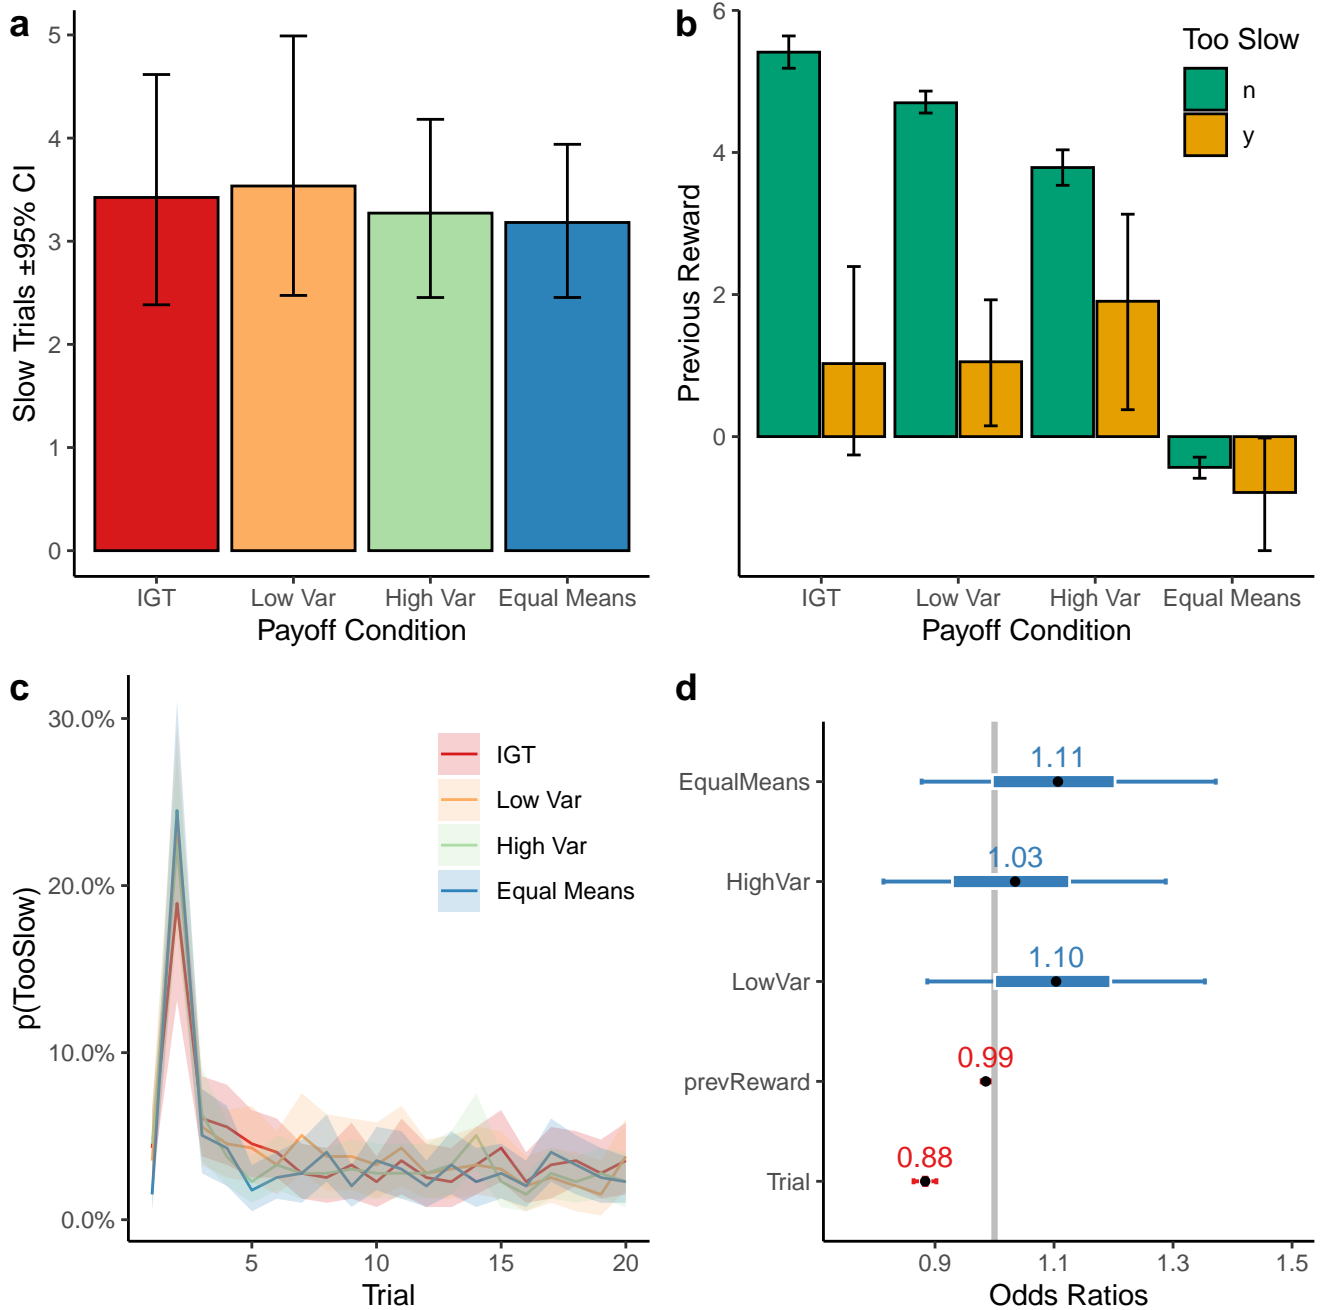 a
5
4
3
2
1
0
Slow Trials ±95% CI
IGT
Low Var
High Var
Equal Means
Payoff Condition
b
6
4
2
0
Previous Reward
Too Slow
n
y
IGT
Low Var
High Var
Equal Means
Payoff Condition
c
30.0%
20.0%
10.0%
0.0%
p(TooSlow)
IGT
Low Var
High Var
Equal Means
5
10
15
20
Trial
d
EqualMeans
HighVar
LowVar
prevReward
Trial
1.11
1.03
1.10
0.99
0.88
0.9
1.1
1.3
1.5
Odds Ratios